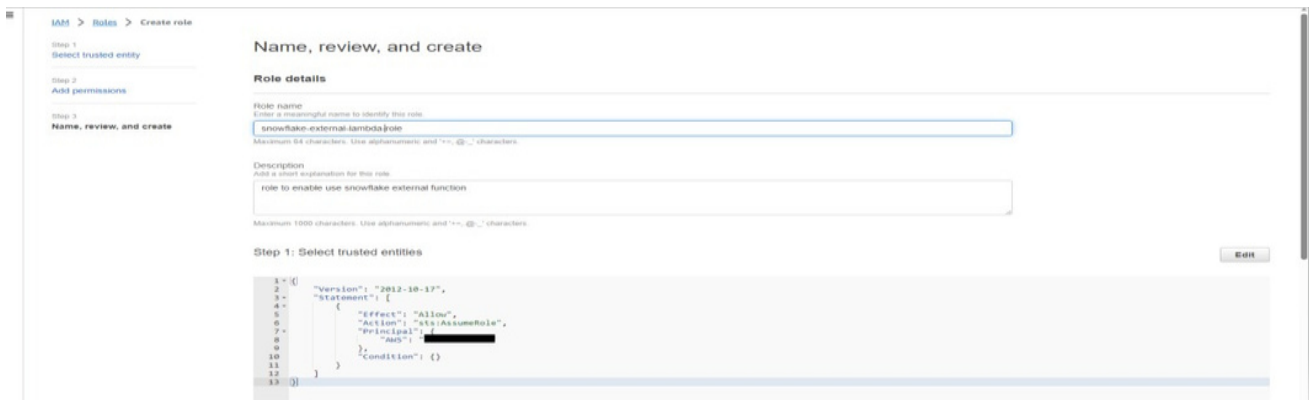 IAM > Roles > Create role
Step 1
Select trusted entity
Step 2
Add permissions
Step 3
Name, review, and create
Name, review, and create
Role details
Role name
Enter a meaningful name to identify this role.
snowflake-external-lambda-role
Maximum 64 characters. Use alphanumeric and '+=,.@-_' characters.
Description
Add a short explanation for this role.
role to enable use snowflake external function
Maximum 1000 characters. Use alphanumeric and '+=,.@-_' characters.
Step 1: Select trusted entities
Edit
1 {
2 "Version": "2012-10-17",
3 "Statement": [
4 {
5 "Effect": "Allow",
6 "Action": "sts:AssumeRole",
7 "Principal": {
8 "AWS": "
9 },
10 "Condition": {}
11 }
12 ]
13 }